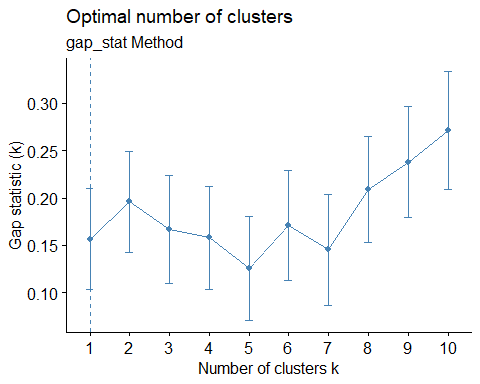 Optimal number of clusters
gap_stat Method
Gap statistic (k)
0.30
0.25
0.20
0.15
0.10
1 2 3 4 5 6 7 8 9 10
Number of clusters k